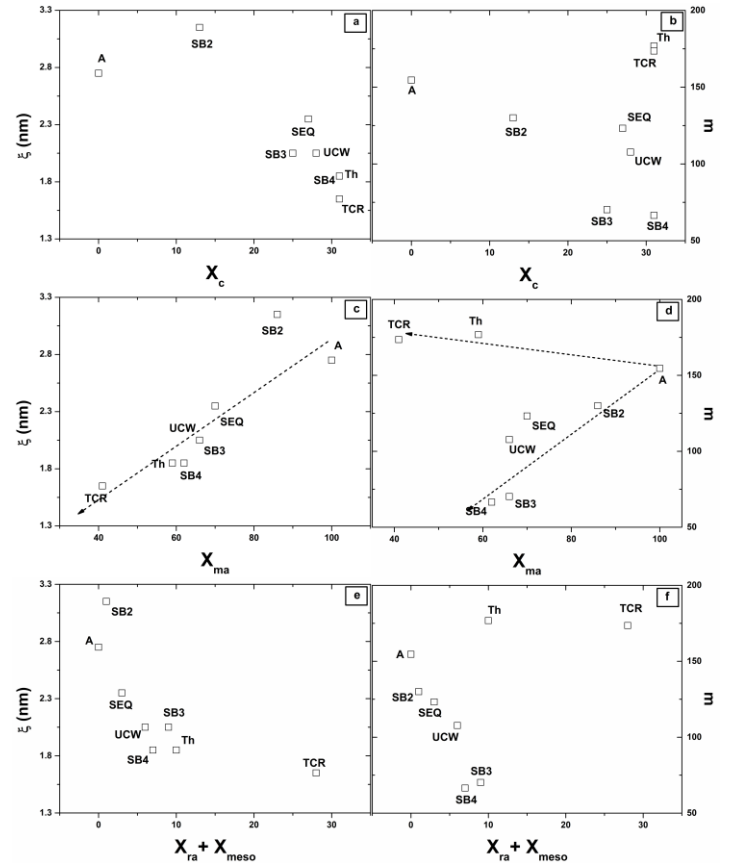 3.3
2.8
2.3
1.8
1.3
ξ (nm)
a
A
SB2
SEQ
SB3
UCW
SB4
Th
TCR
0
10
20
30
X_c
b
A
SB2
Th
TCR
SEQ
UCW
SB3
SB4
200
150
100
50
m
0
10
20
30
X_c
3.3
2.8
2.3
1.8
1.3
ξ (nm)
c
SB2
A
UCW
SEQ
SB3
Th
SB4
TCR
40
60
80
100
X_ma
d
TCR
Th
A
SB2
SEQ
UCW
SB3
SB4
200
150
100
50
m
40
60
80
100
X_ma
3.3
2.8
2.3
1.8
1.3
ξ (nm)
e
SB2
A
SEQ
SB3
UCW
SB4
Th
TCR
0
10
20
30
X_ra + X_meso
f
Th
TCR
A
SB2
SEQ
UCW
SB3
SB4
200
150
100
50
m
0
10
20
30
X_ra + X_meso